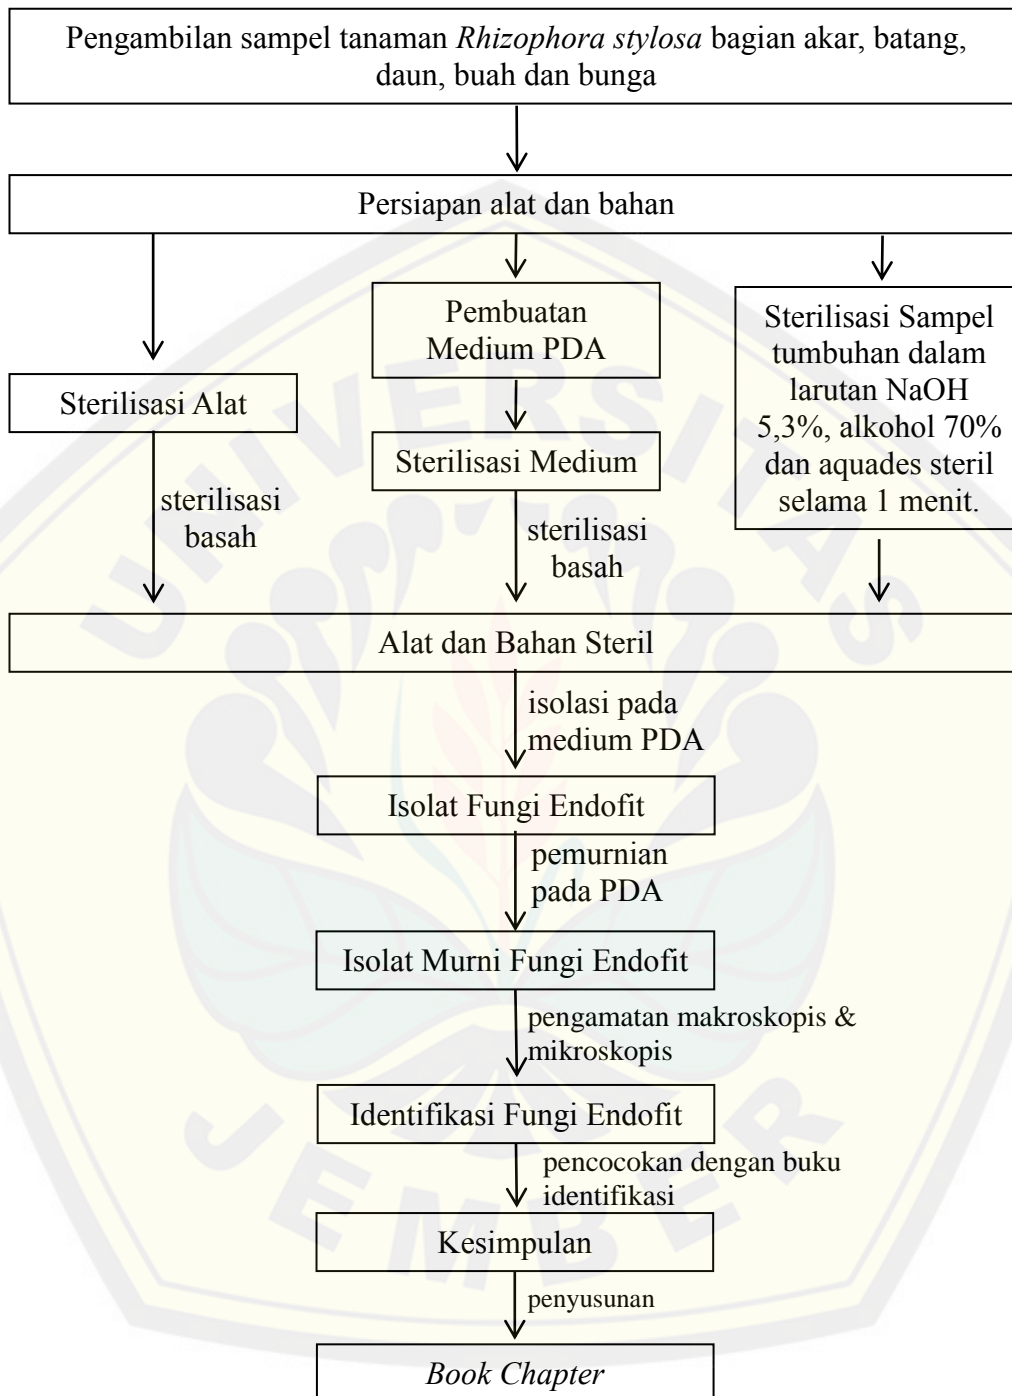 Pengambilan sampel tanaman Rhizophora stylosa bagian akar, batang,
daun, buah dan bunga
Persiapan alat dan bahan
Sterilisasi Alat
sterilisasi
basah
Pembuatan
Medium PDA
Sterilisasi Medium
sterilisasi
basah
Sterilisasi Sampel
tumbuhan dalam
larutan NaOH
5,3%, alkohol 70%
dan aquades steril
selama 1 menit.
Alat dan Bahan Steril
isolasi pada
medium PDA
Isolat Fungi Endofit
pemurnian
pada PDA
Isolat Murni Fungi Endofit
pengamatan makroskopis &
mikroskopis
Identifikasi Fungi Endofit
pencocokan dengan buku
identifikasi
Kesimpulan
penyusunan
Book Chapter
UNIVERSITAS
JEMBER